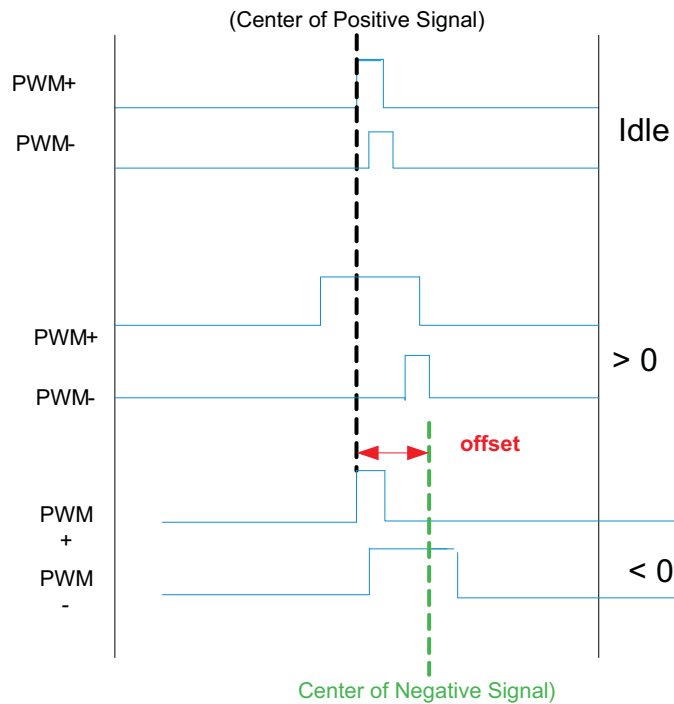 (Center of Positive Signal)
PWM+
Idle
PWM-
PWM+
> 0
PWM-
offset
PWM
+
< 0
PWM
-
Center of Negative Signal)